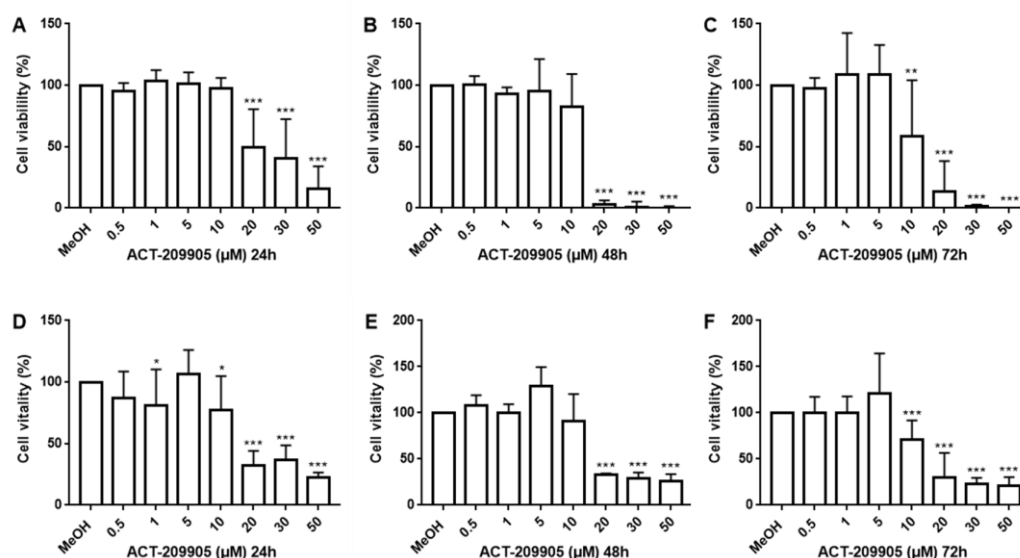 A
Cell viability (%)
150
100
50
0
MeOH 0.5 1 5 10 20 30 50
*** *** ***
ACT-209905 (µM) 24h
B
Cell viability (%)
150
100
50
0
MeOH 0.5 1 5 10 20 30 50
*** *** ***
ACT-209905 (µM) 48h
C
Cell viability (%)
150
100
50
0
MeOH 0.5 1 5 10 20 30 50
** *** *** ***
ACT-209905 (µM) 72h
D
Cell vitality (%)
150
100
50
0
MeOH 0.5 1 5 10 20 30 50
* * *** *** ***
ACT-209905 (µM) 24h
E
Cell vitality (%)
200
150
100
50
0
MeOH 0.5 1 5 10 20 30 50
*** *** ***
ACT-209905 (µM) 48h
F
Cell vitality (%)
200
150
100
50
0
MeOH 0.5 1 5 10 20 30 50
*** *** *** ***
ACT-209905 (µM) 72h